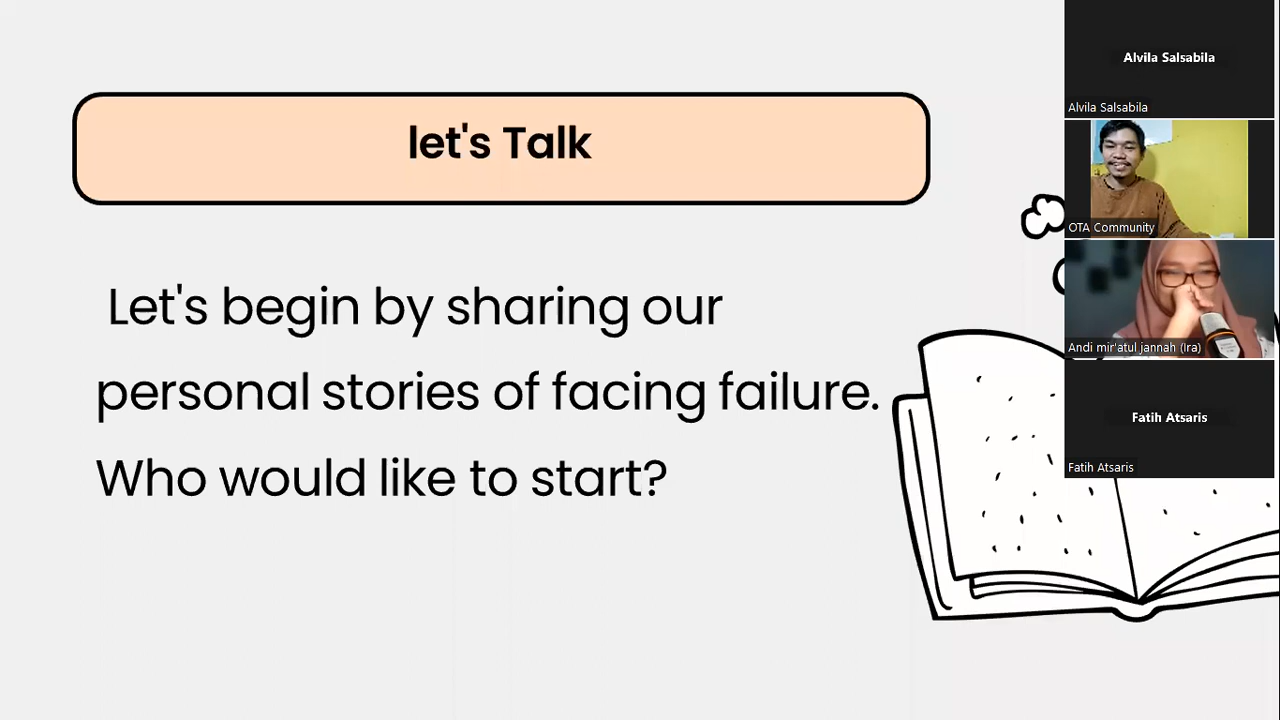 let's Talk
Let's begin by sharing our
personal stories of facing failure.
Who would like to start?
Alvila Salsabila
Alvila Salsabila
OTA Community
Andi mir'atul jannah (Ira)
Fatih Atsaris
Fatih Atsaris